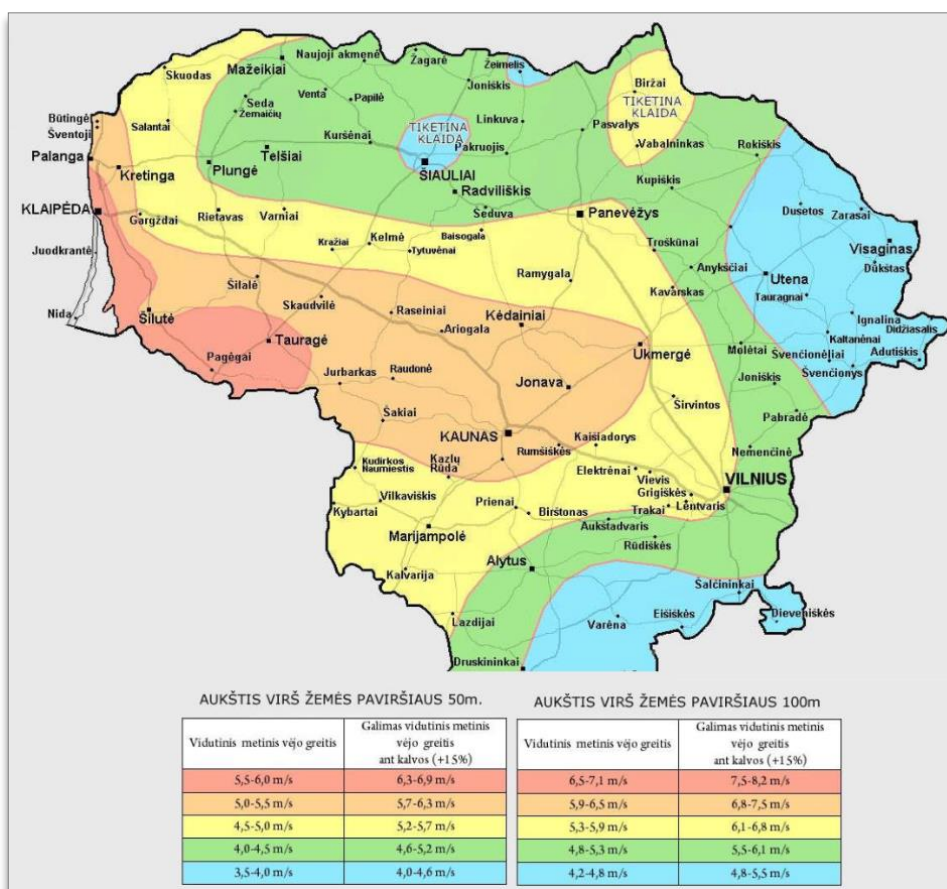 Naujoji akmenė
Žagarė
Žeimelis
Skuodas
Mažeikiai
Joniškis
Biržai
Seda
Žemaičių
Venta
Papilė
TIKĖTINA
KLAIDA
Būtingė
Šventoji
Salantai
Kuršėnai
TIKĖTINA
KLAIDA
Linkuva
Pasvalys
Palanga
Telšiai
Pakruojis
Vabalninkas
Rokiškis
Kretinga
Plungė
ŠIAULIAI
Radviliškis
Kupiškis
KLAIPĖDA
Gargždai
Rietavas
Varniai
Šeduva
Panevėžys
Dusetos
Zarasai
Juodkrantė
Kražiai
Kelmė
Tytuvėnai
Baisogala
Troškūnai
Visaginas
Dūkštas
Šilalė
Ramygala
Anykščiai
Utena
Skaudvilė
Kavarskas
Tauragnai
Nida
Šilutė
Raseiniai
Ariogala
Kėdainiai
Ignalina
Didžiasalis
Tauragė
Ukmergė
Molėtai
Kaltanėnai
Švenčionėliai
Adutiškis
Pagėgai
Jurbarkas
Raudonė
Jonava
Joniškis
Švenčionys
Šakiai
Širvintos
Pabradė
KAUNAS
Rumšiškės
Kaišiadorys
Nemenčinė
Kudirkos
Naumiestis
Kazlų
Rūda
Elektrėnai
Vievis
VILNIUS
Kybartai
Vilkaviškis
Prienai
Birštonas
Grigiškės
Trakai
Lentvaris
Marijampolė
Aukštadvaris
Rūdiškės
Kalvarija
Alytus
Šalčininkai
Lazdijai
Varėna
Eišiškės
Dieveniškės
Druskininkai
AUKŠTIS VIRŠ ŽEMĖS PAVIRŠIAUS 50m.
Vidutinis metinis vėjo greitis
Galimas vidutinis metinis
vėjo greitis
ant kalvos (+15%)
5,5-6,0 m/s
6,3-6,9 m/s
5,0-5,5 m/s
5,7-6,3 m/s
4,5-5,0 m/s
5,2-5,7 m/s
4,0-4,5 m/s
4,6-5,2 m/s
3,5-4,0 m/s
4,0-4,6 m/s
AUKŠTIS VIRŠ ŽEMĖS PAVIRŠIAUS 100m
Vidutinis metinis vėjo greitis
Galimas vidutinis metinis
vėjo greitis
ant kalvos (+15%)
6,5-7,1 m/s
7,5-8,2 m/s
5,9-6,5 m/s
6,8-7,5 m/s
5,3-5,9 m/s
6,1-6,8 m/s
4,8-5,3 m/s
5,5-6,1 m/s
4,2-4,8 m/s
4,8-5,5 m/s